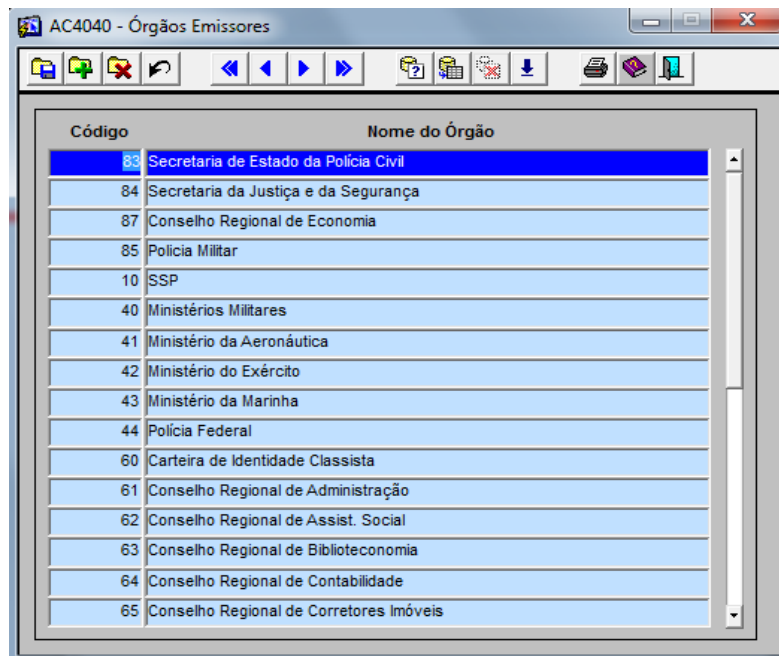 AC4040 - Órgãos Emissores
Código Nome do Órgão
83 Secretaria de Estado da Polícia Civil
84 Secretaria da Justiça e da Segurança
87 Conselho Regional de Economia
85 Policia Militar
10 SSP
40 Ministérios Militares
41 Ministério da Aeronáutica
42 Ministério do Exército
43 Ministério da Marinha
44 Polícia Federal
60 Carteira de Identidade Classista
61 Conselho Regional de Administração
62 Conselho Regional de Assist. Social
63 Conselho Regional de Biblioteconomia
64 Conselho Regional de Contabilidade
65 Conselho Regional de Corretores Imóveis